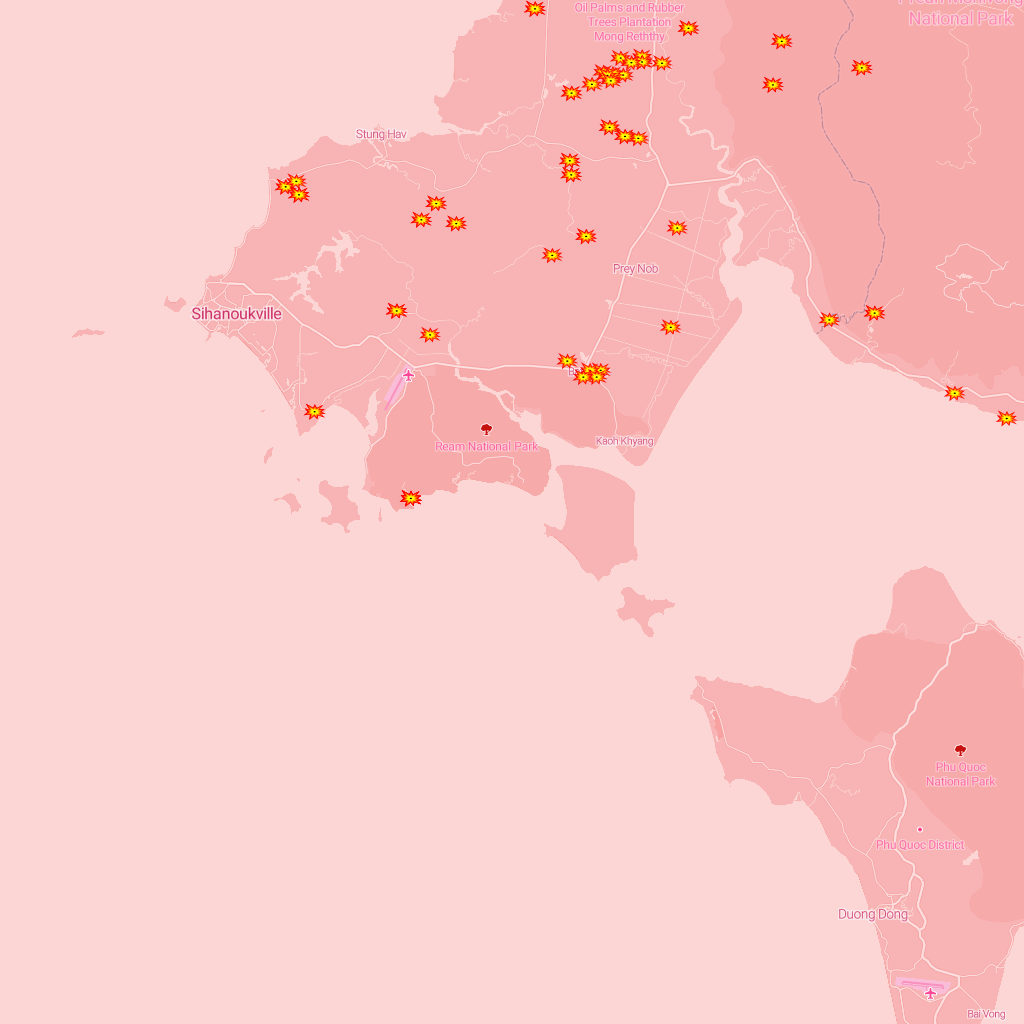 National Park
Oil Palms and Rubber
Trees Plantation
Mong Reththy
Stung Hav
Prey Nob
Sihanoukville
Kaoh Khyang
Ream National Park
Phu Quoc
National Park
Phu Quoc District
Duong Dong
Bai Vong